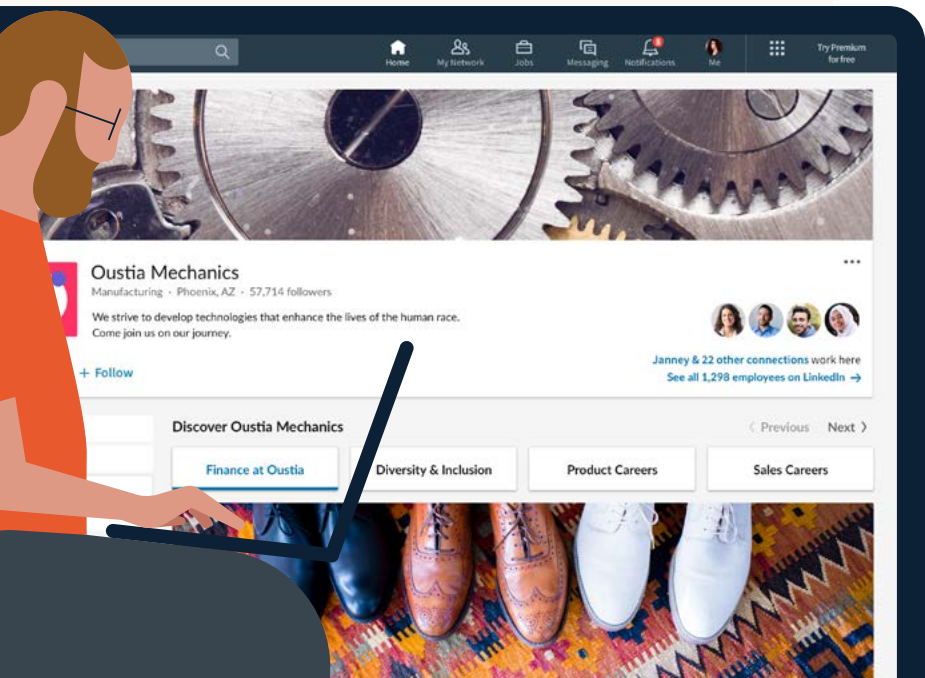 Home
My Network
Jobs
Messaging
Notifications
Me
Try Premium
for free
Oustia Mechanics
Manufacturing · Phoenix, AZ · 57,714 followers
We strive to develop technologies that enhance the lives of the human race.
Come join us on our journey.
+ Follow
Janney & 22 other connections work here
See all 1,298 employees on LinkedIn →
Discover Oustia Mechanics
Previous
Next
Finance at Oustia
Diversity & Inclusion
Product Careers
Sales Careers